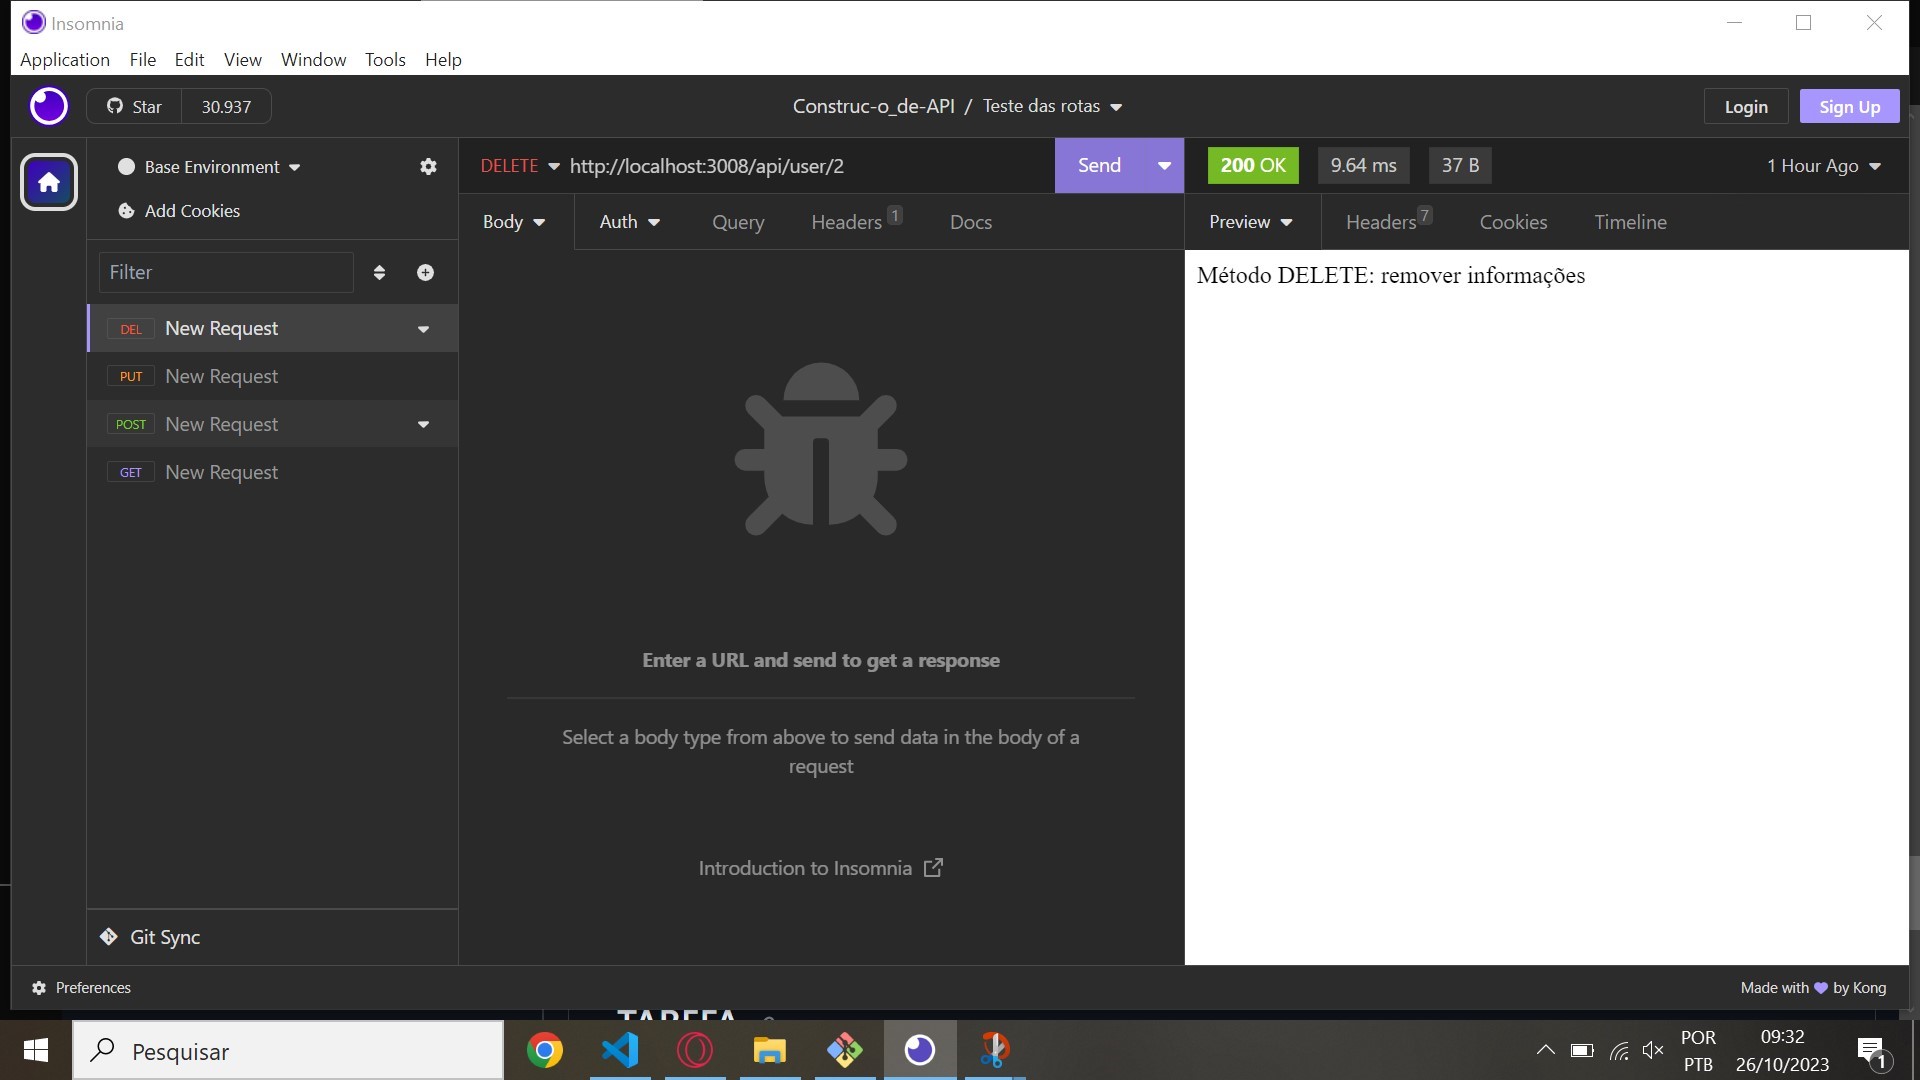 Insomnia
Application File Edit View Window Tools Help
Star 30.937
Construc-o_de-API / Teste das rotas
Login Sign Up
Base Environment
Add Cookies
Filter
DEL New Request
PUT New Request
POST New Request
GET New Request
Git Sync
DELETE http://localhost:3008/api/user/2 Send
Body Auth Query Headers 1 Docs
Enter a URL and send to get a response
Select a body type from above to send data in the body of a
request
Introduction to Insomnia
200 OK 9.64 ms 37 B 1 Hour Ago
Preview Headers 7 Cookies Timeline
Método DELETE: remover informações
Preferences
Made with by Kong
Pesquisar
POR
PTB
09:32
26/10/2023
1